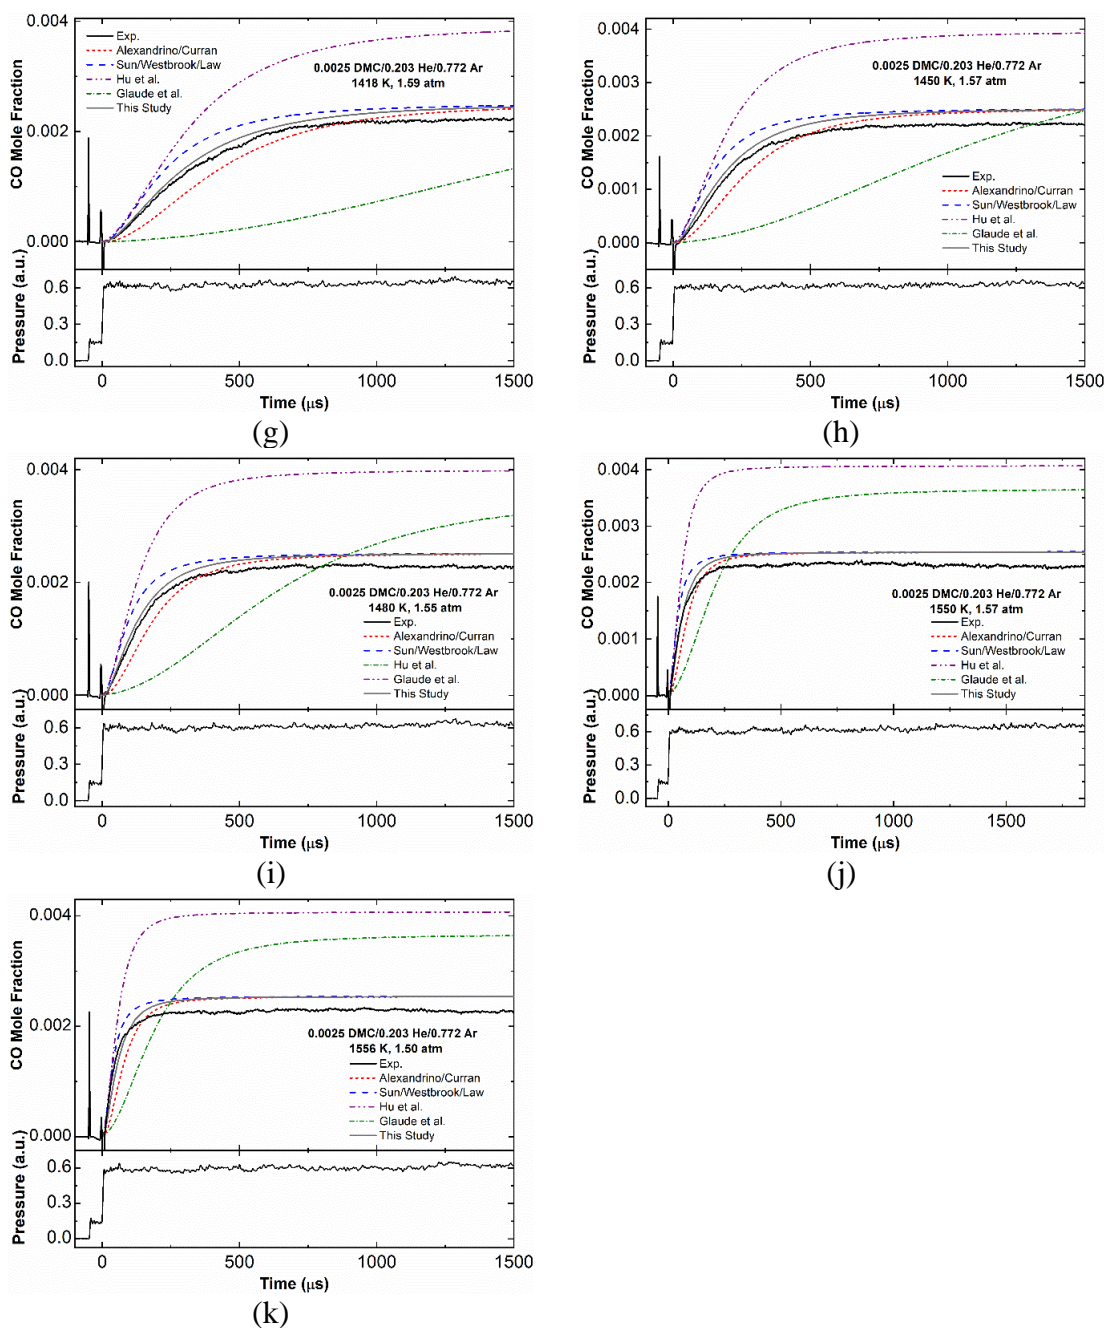 0.004
0.002
0.000
CO Mole Fraction
Exp.
Alexandrino/Curran
Sun/Westbrook/Law
Hu et al.
Glaude et al.
This Study
0.0025 DMC/0.203 He/0.772 Ar
1418 K, 1.59 atm
0.6
0.3
0.0
Pressure (a.u.)
0 500 1000 1500
Time (μs)
(g)
0.004
0.003
0.002
0.001
0.000
CO Mole Fraction
0.0025 DMC/0.203 He/0.772 Ar
1450 K, 1.57 atm
Exp.
Alexandrino/Curran
Sun/Westbrook/Law
Hu et al.
Glaude et al.
This Study
0.6
0.3
0.0
Pressure (a.u.)
0 500 1000 1500
Time (μs)
(h)
0.004
0.002
0.000
CO Mole Fraction
0.0025 DMC/0.203 He/0.772 Ar
1480 K, 1.55 atm
Exp.
Alexandrino/Curran
Sun/Westbrook/Law
Hu et al.
Glaude et al.
This Study
0.6
0.3
0.0
Pressure (a.u.)
0 500 1000 1500
Time (μs)
(i)
0.004
0.003
0.002
0.001
0.000
CO Mole Fraction
0.0025 DMC/0.203 He/0.772 Ar
1550 K, 1.57 atm
Exp.
Alexandrino/Curran
Sun/Westbrook/Law
Hu et al.
Glaude et al.
This Study
0.6
0.3
0.0
Pressure (a.u.)
0 500 1000 1500
Time (μs)
(j)
0.004
0.002
0.000
CO Mole Fraction
0.0025 DMC/0.203 He/0.772 Ar
1556 K, 1.50 atm
Exp.
Alexandrino/Curran
Sun/Westbrook/Law
Hu et al.
Glaude et al.
This Study
0.6
0.3
0.0
Pressure (a.u.)
0 500 1000 1500
Time (μs)
(k)